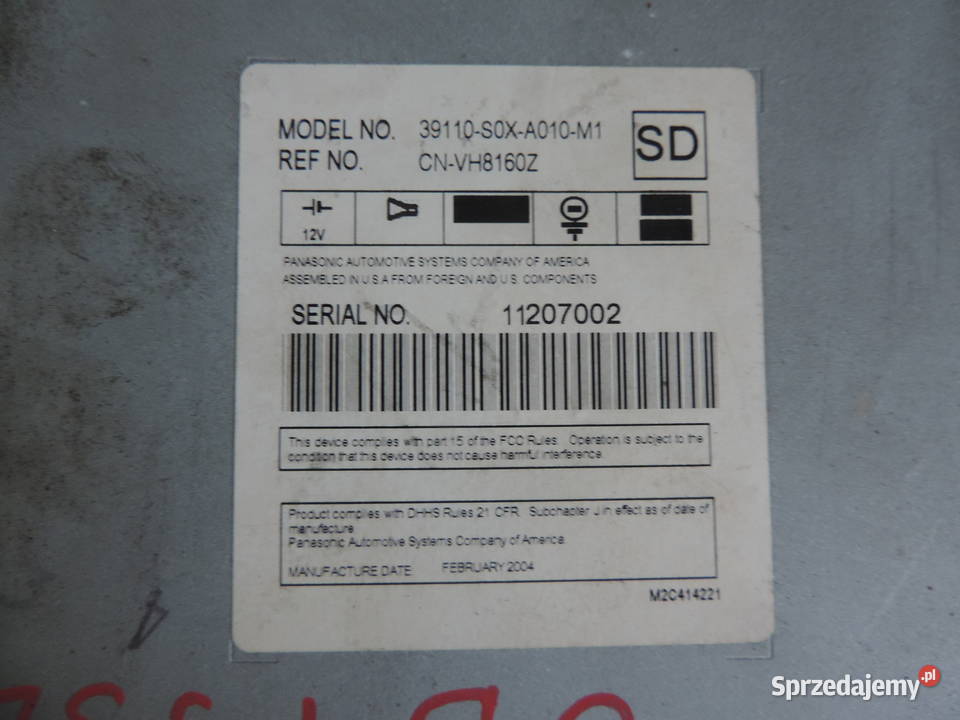 MODEL NO. 39110-S0X-A010-M1
REF NO. CN-VH8160Z
SD
12V
PANASONIC AUTOMOTIVE SYSTEMS COMPANY OF AMERICA
ASSEMBLED IN U.S.A FROM FOREIGN AND U.S. COMPONENTS
SERIAL NO. 11207002
This device complies with part 15 of the FCC Rules. Operation is subject to the
condition that this device does not cause harmful interference.
Product complies with DHHS Rules 21 CFR. Subchapter J in effect as of date of
manufacture.
Panasonic Automotive Systems Company of America
MANUFACTURE DATE FEBRUARY 2004
M2C414221
Sprzedajemy.pl